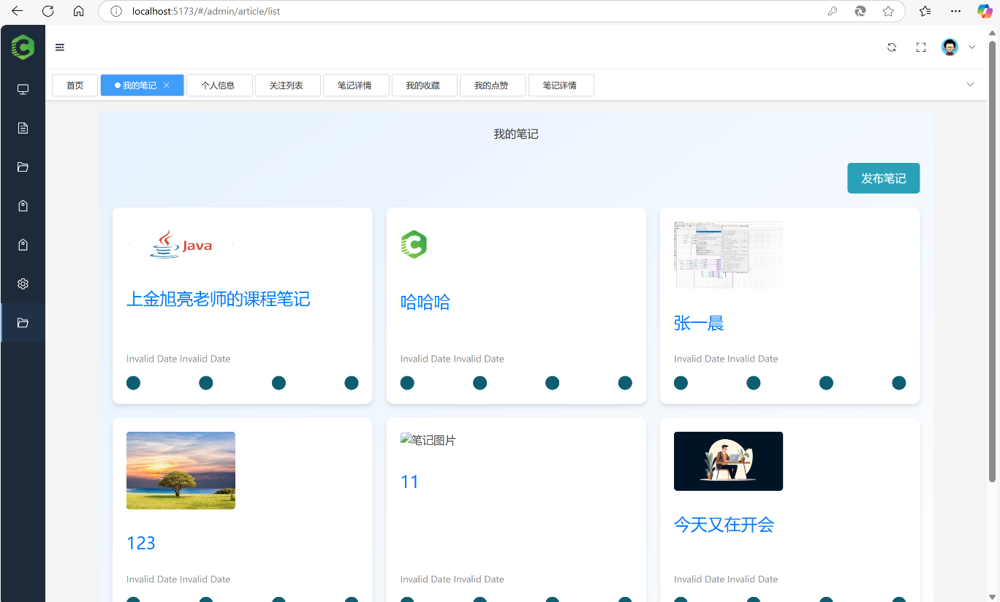 localhost:5173/#/admin/article/list
首页
我的笔记
个人信息
关注列表
笔记详情
我的收藏
我的点赞
笔记详情
我的笔记
发布笔记
Java
上金旭亮老师的课程笔记
Invalid Date Invalid Date
哈哈哈
Invalid Date Invalid Date
张一晨
Invalid Date Invalid Date
123
Invalid Date Invalid Date
笔记图片
11
Invalid Date Invalid Date
今天又在开会
Invalid Date Invalid Date